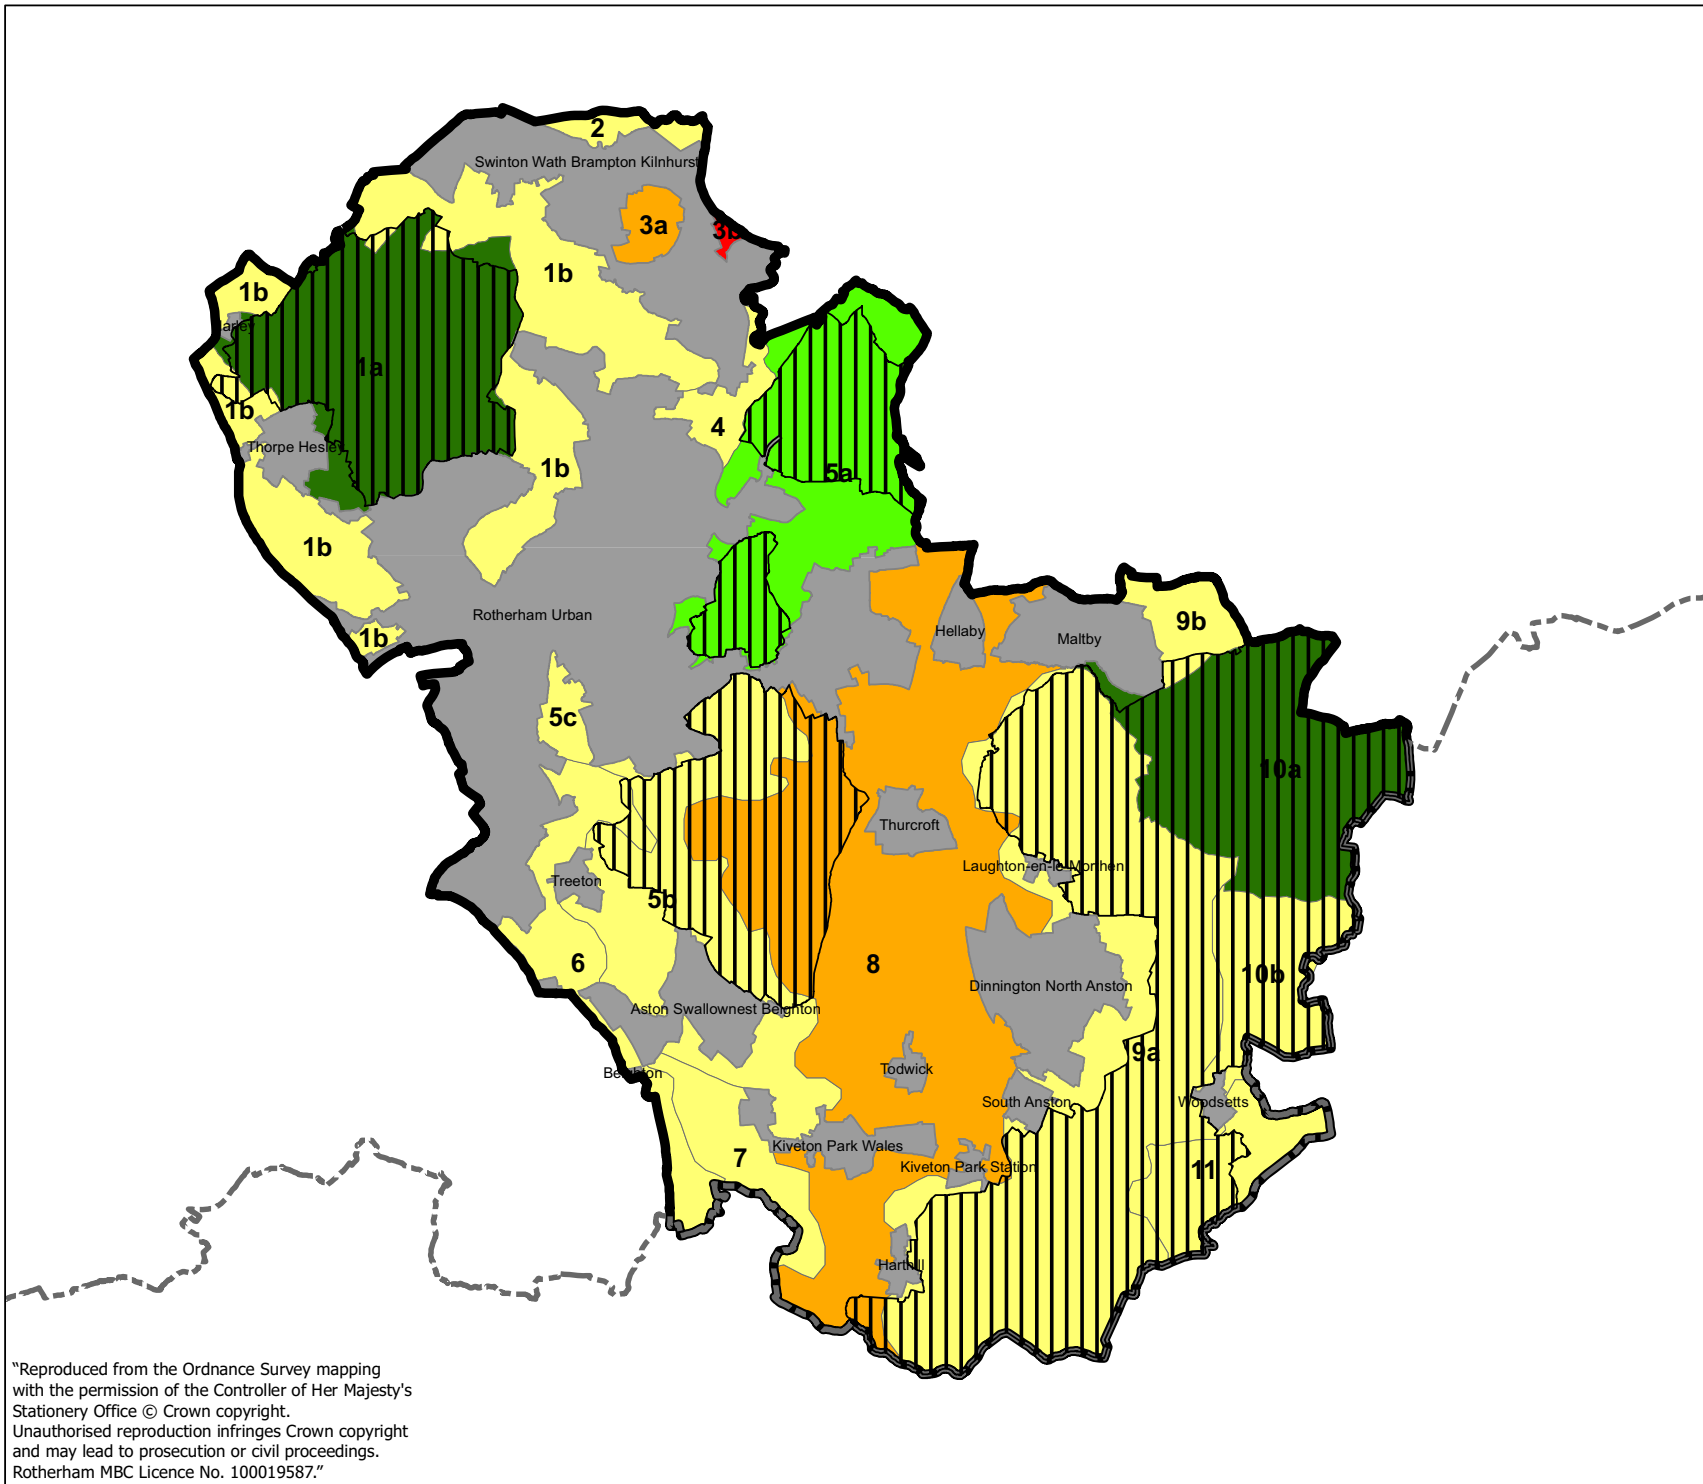 2
Swinton Wath Brampton Kilnhurst
3a
3b
1b
1b
1a
1b
4
Thorpe Hesley
1b
5a
1b
Rotherham Urban
9b
Hellaby
Maltby
1b
5c
10a
Thurcroft
Laughton-en-le-Morthen
Treeton
5b
6
8
10b
Dinnington North Anston
Aston Swallownest Beighton
9a
Todwick
Beighton
South Anston
Woodsetts
Kiveton Park Wales
7
Kiveton Park Station
11
Harthill
“Reproduced from the Ordnance Survey mapping
with the permission of the Controller of Her Majesty's
Stationery Office © Crown copyright.
Unauthorised reproduction infringes Crown copyright
and may lead to prosecution or civil proceedings.
Rotherham MBC Licence No. 100019587.”